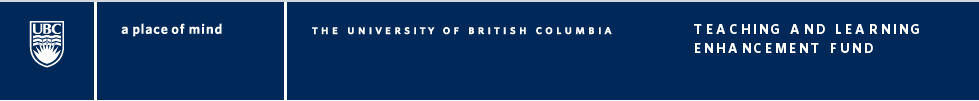 UBC
a place of mind
THE UNIVERSITY OF BRITISH COLUMBIA
TEACHING AND LEARNING
ENHANCEMENT FUND